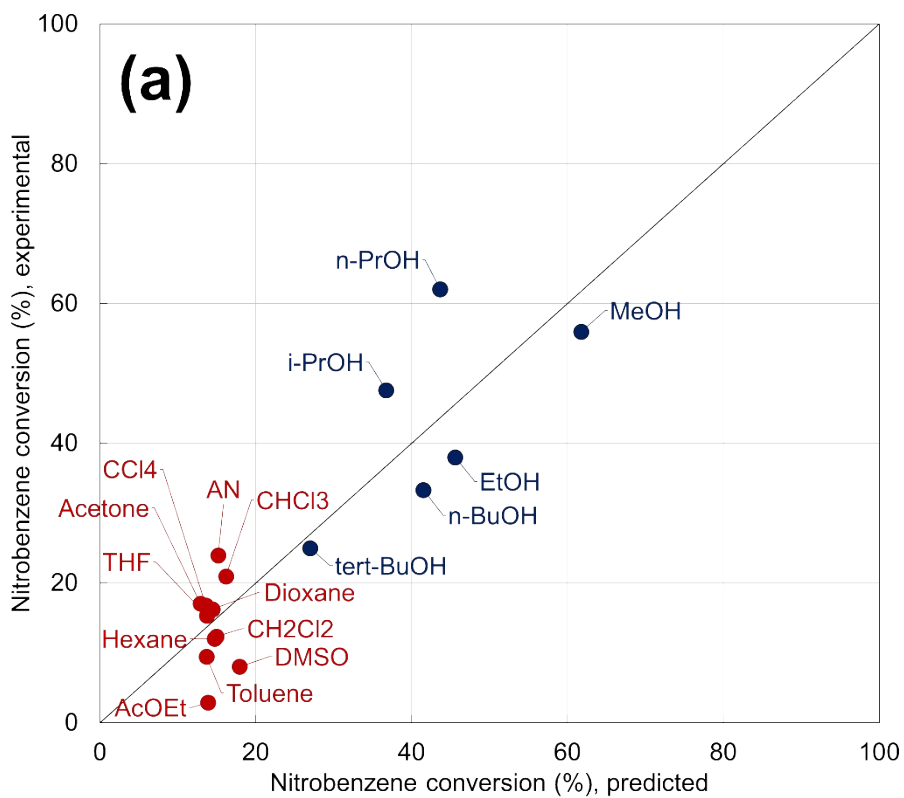 (a)
Nitrobenzene conversion (%), experimental
100
80
60
40
20
0
n-PrOH
MeOH
i-PrOH
CCl4
AN
CHCl3
EtOH
Acetone
n-BuOH
THF
tert-BuOH
Dioxane
Hexane
CH2Cl2
DMSO
Toluene
AcOEt
0 20 40 60 80 100
Nitrobenzene conversion (%), predicted